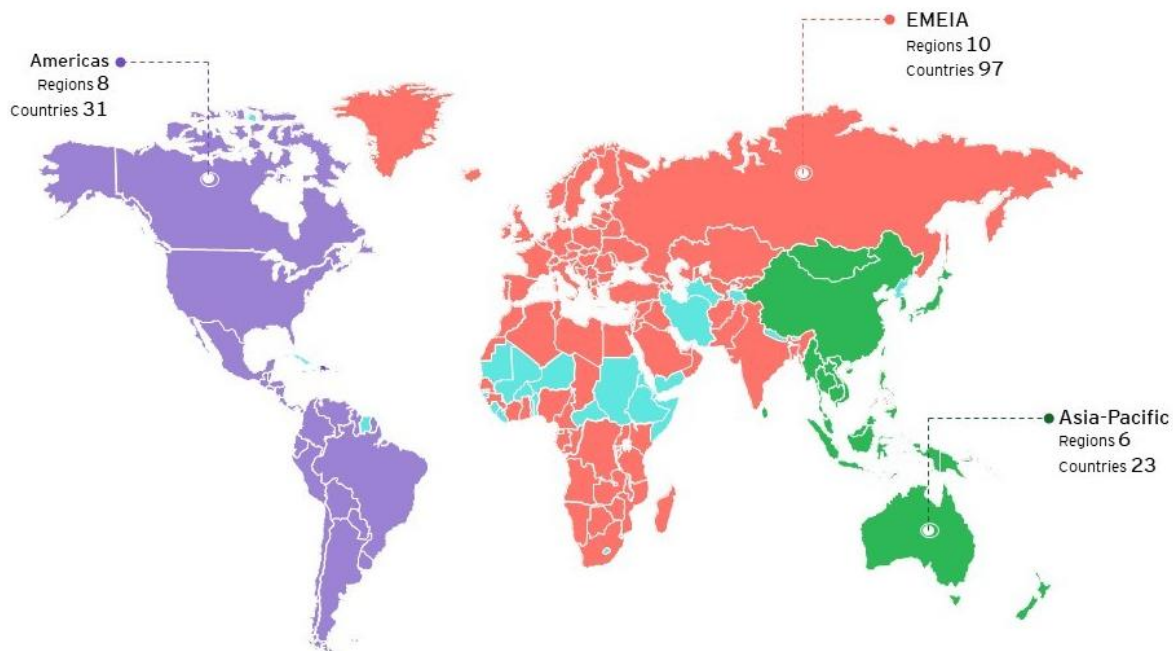 Americas
Regions 8
Countries 31
EMEIA
Regions 10
Countries 97
Asia-Pacific
Regions 6
Countries 23